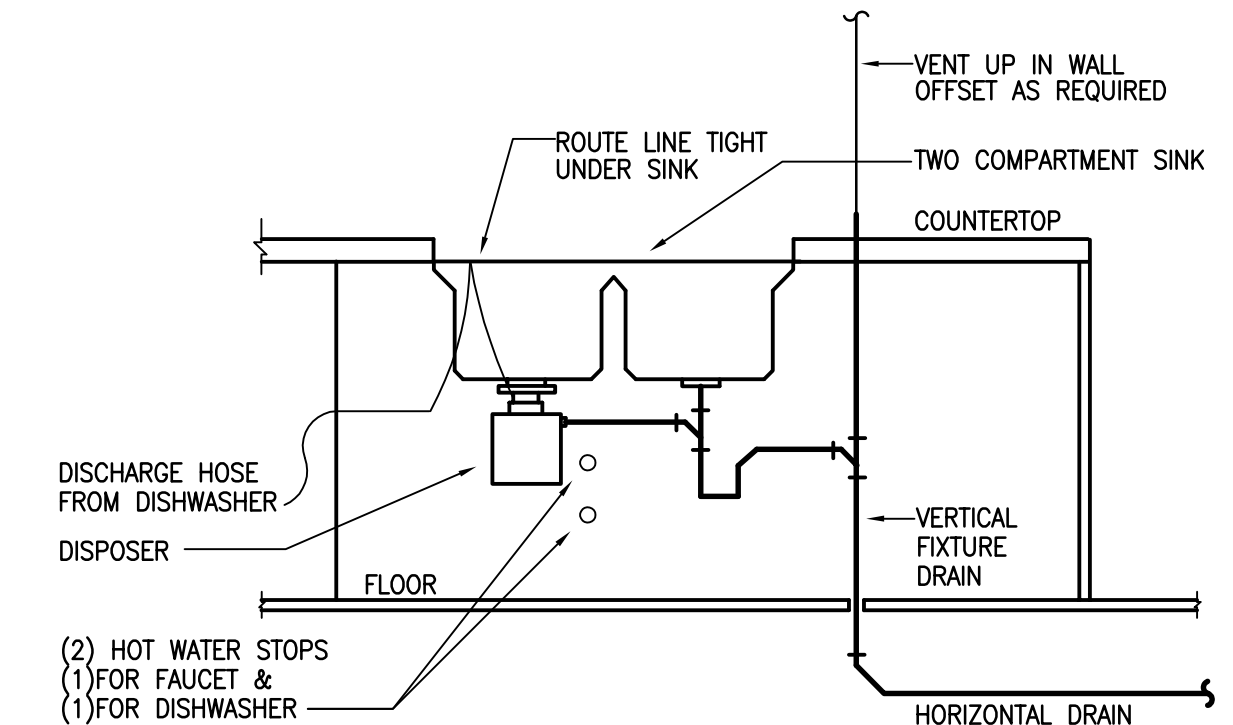 VENT UP IN WALL
OFFSET AS REQUIRED
ROUTE LINE TIGHT
UNDER SINK
TWO COMPARTMENT SINK
COUNTERTOP
DISCHARGE HOSE
FROM DISHWASHER
DISPOSER
VERTICAL
FIXTURE
DRAIN
FLOOR
(2) HOT WATER STOPS
(1)FOR FAUCET &
(1)FOR DISHWASHER
HORIZONTAL DRAIN